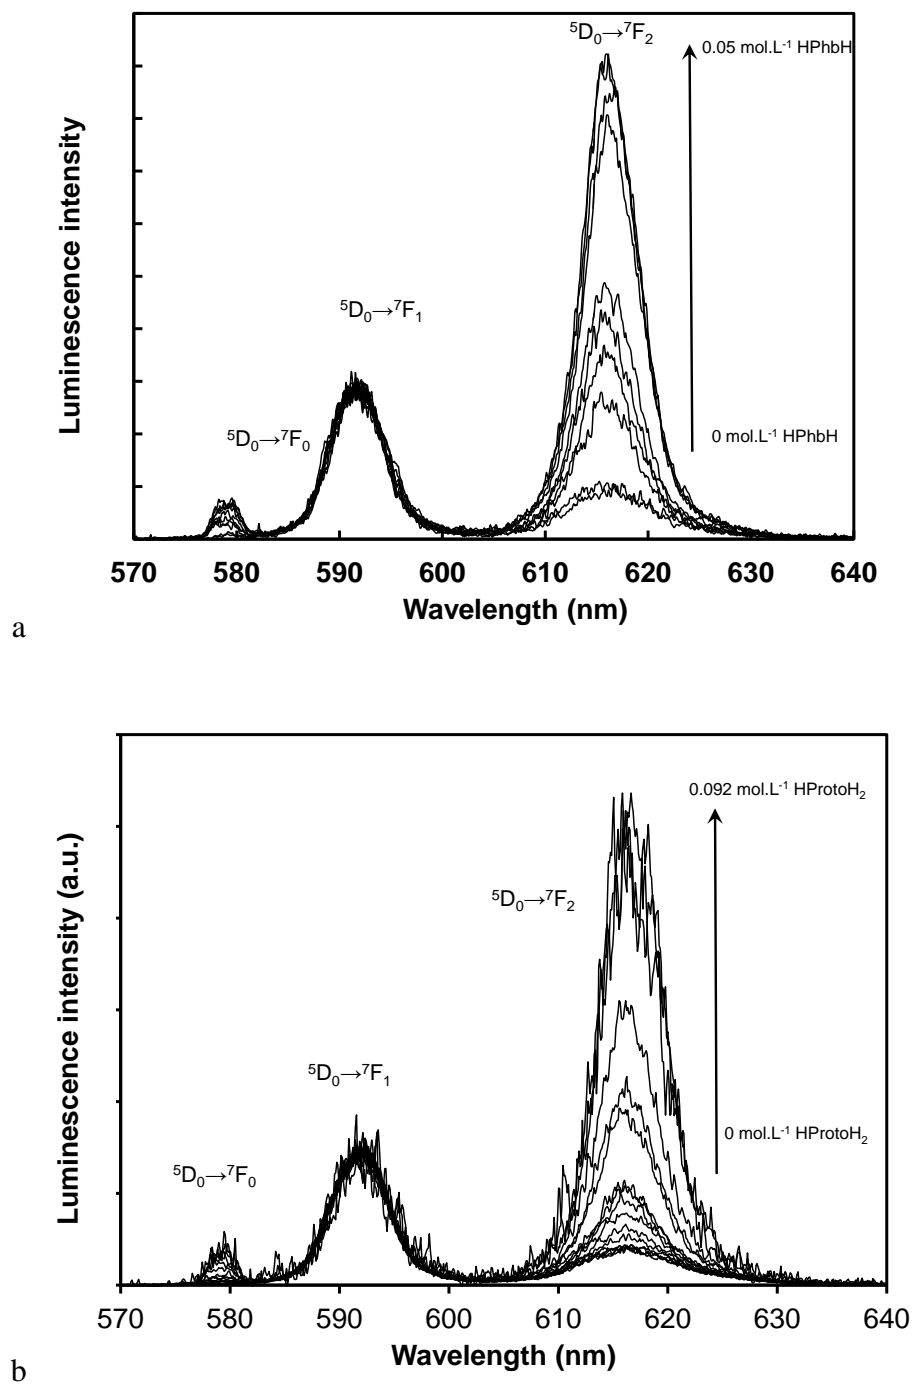 ⁵D₀→⁷F₂
0.05 mol.L⁻¹ HPhbH
Luminescence intensity
⁵D₀→⁷F₁
⁵D₀→⁷F₀
0 mol.L⁻¹ HPhbH
570 580 590 600 610 620 630 640
Wavelength (nm)
a
0.092 mol.L⁻¹ HProtoH₂
Luminescence intensity (a.u.)
⁵D₀→⁷F₂
⁵D₀→⁷F₁
0 mol.L⁻¹ HProtoH₂
⁵D₀→⁷F₀
570 580 590 600 610 620 630 640
Wavelength (nm)
b